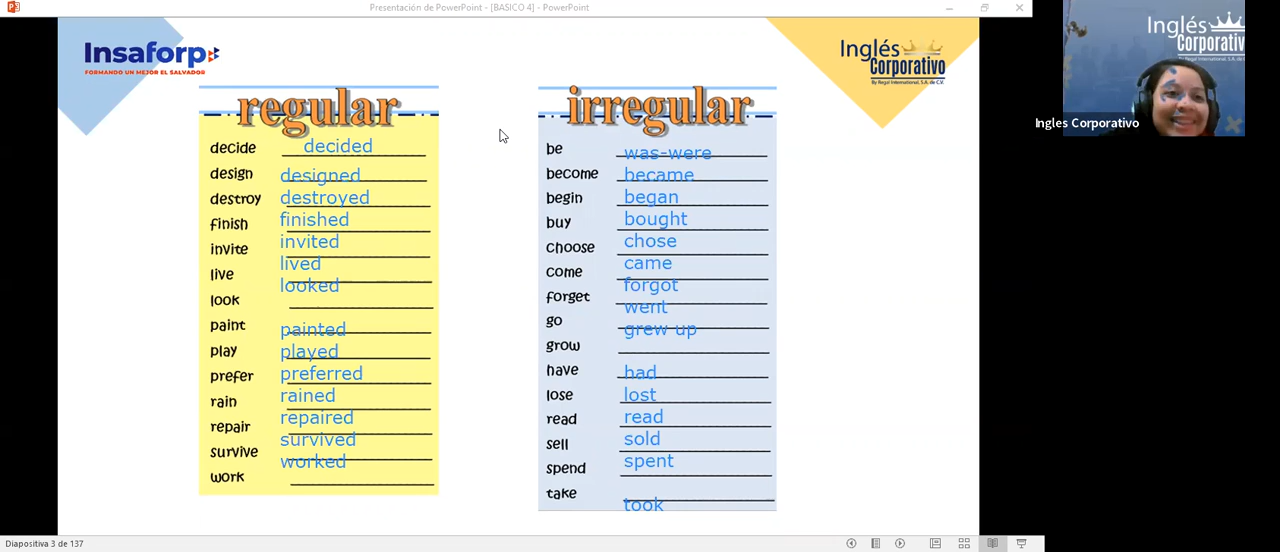 Presentación de PowerPoint - [BASICO 4] - PowerPoint
Insaforp
FORMANDO UN MEJOR EL SALVADOR
Inglés
Corporativo
By Regal International, S.A. de C.V.
regular
decide decided
design designed
destroy destroyed
finish finished
invite invited
live lived
look looked
paint painted
play played
prefer preferred
rain rained
repair repaired
survive survived
work worked
irregular
be was-were
become became
begin began
buy bought
choose chose
come came
forget forgot
go went
grow grew up
have had
lose lost
read read
sell sold
spend spent
take took
Inglés
Corporativo
Ingles Corporativo
Diapositiva 3 de 137